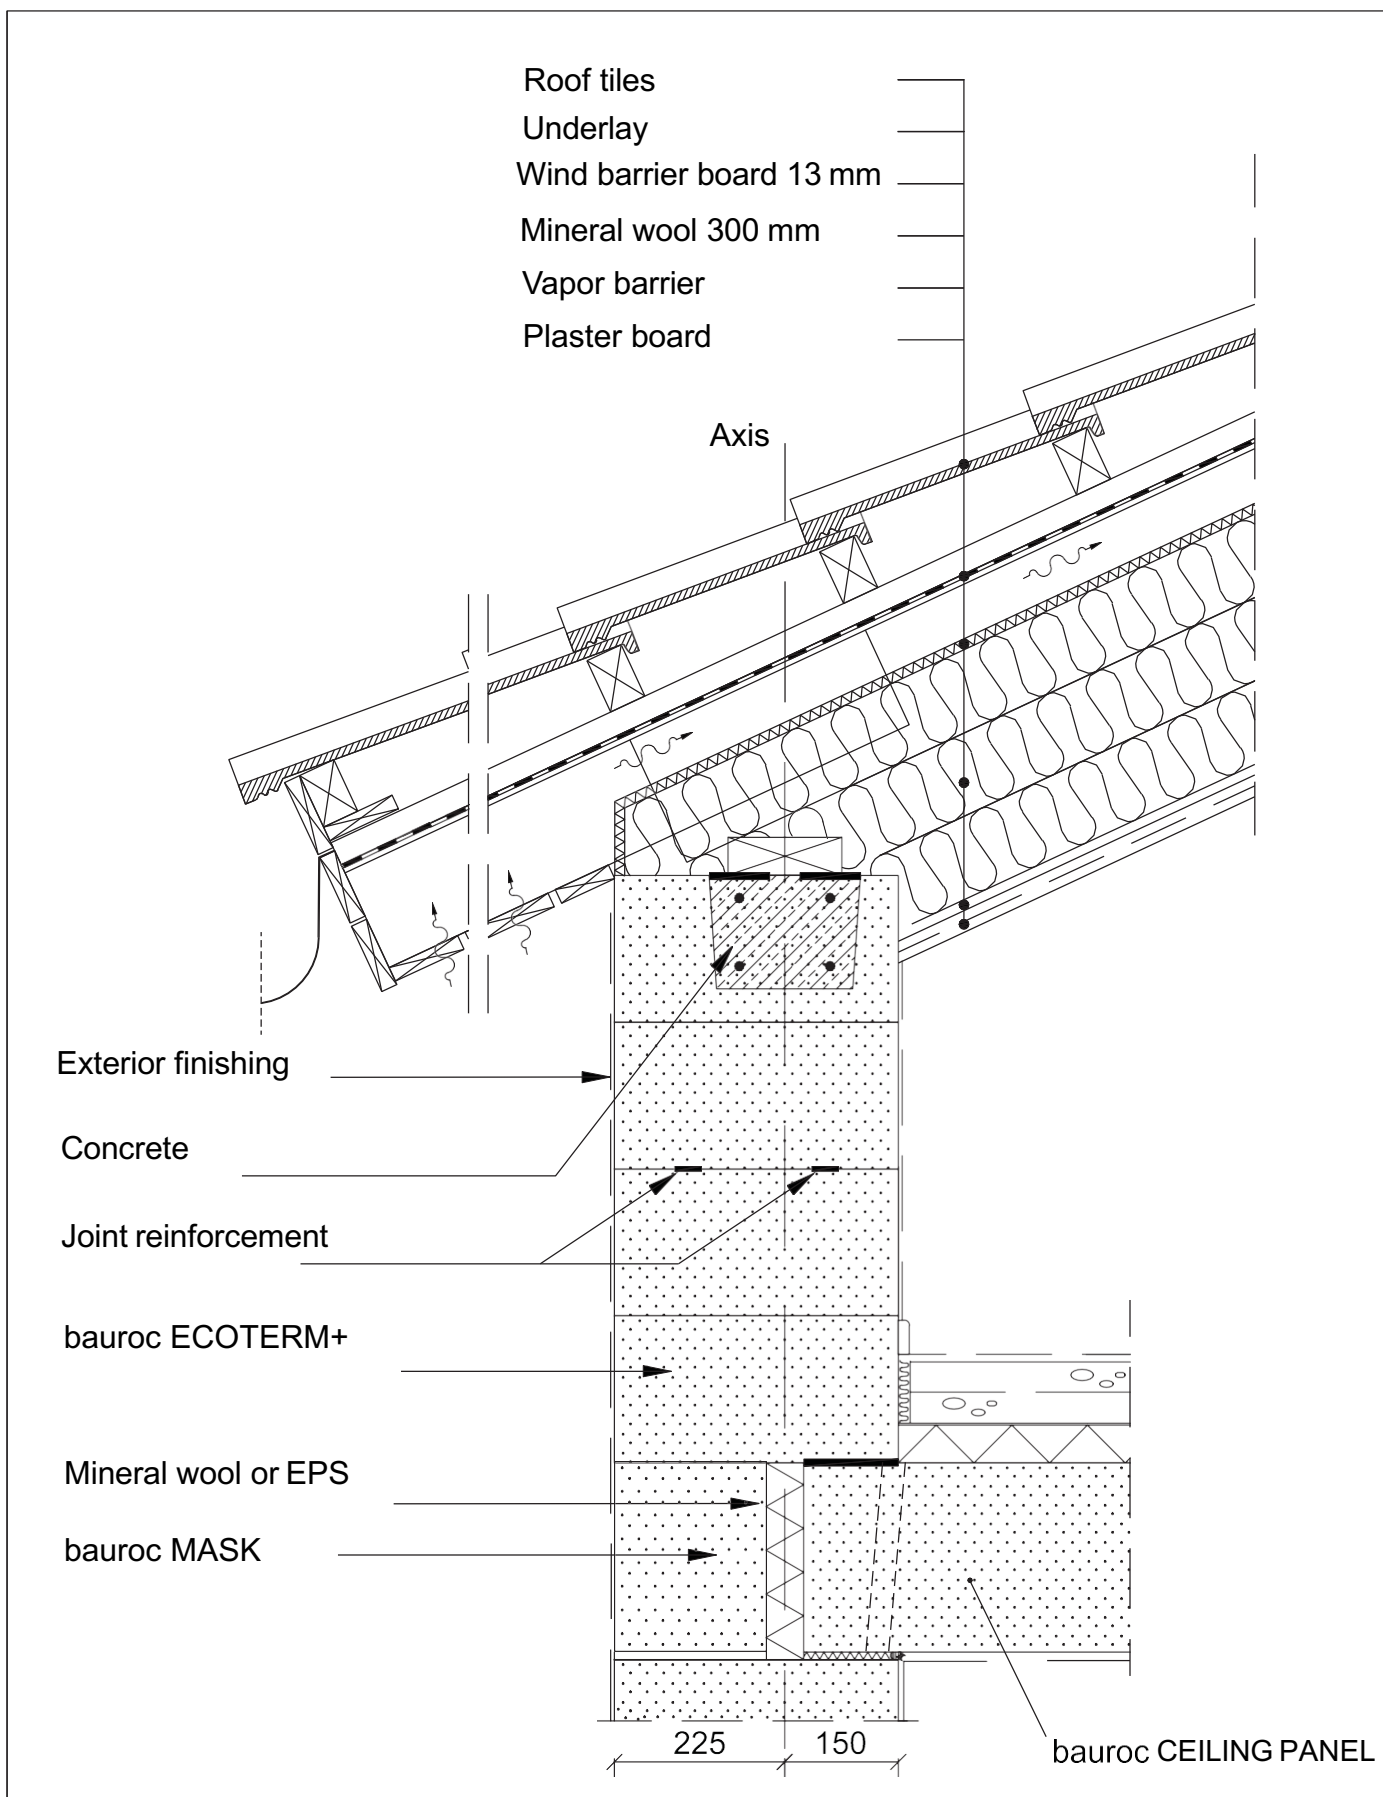 Roof tiles
Underlay
Wind barrier board 13 mm
Mineral wool 300 mm
Vapor barrier
Plaster board
Axis
Exterior finishing
Concrete
Joint reinforcement
bauroc ECOTERM+
Mineral wool or EPS
bauroc MASK
225 150
bauroc CEILING PANEL